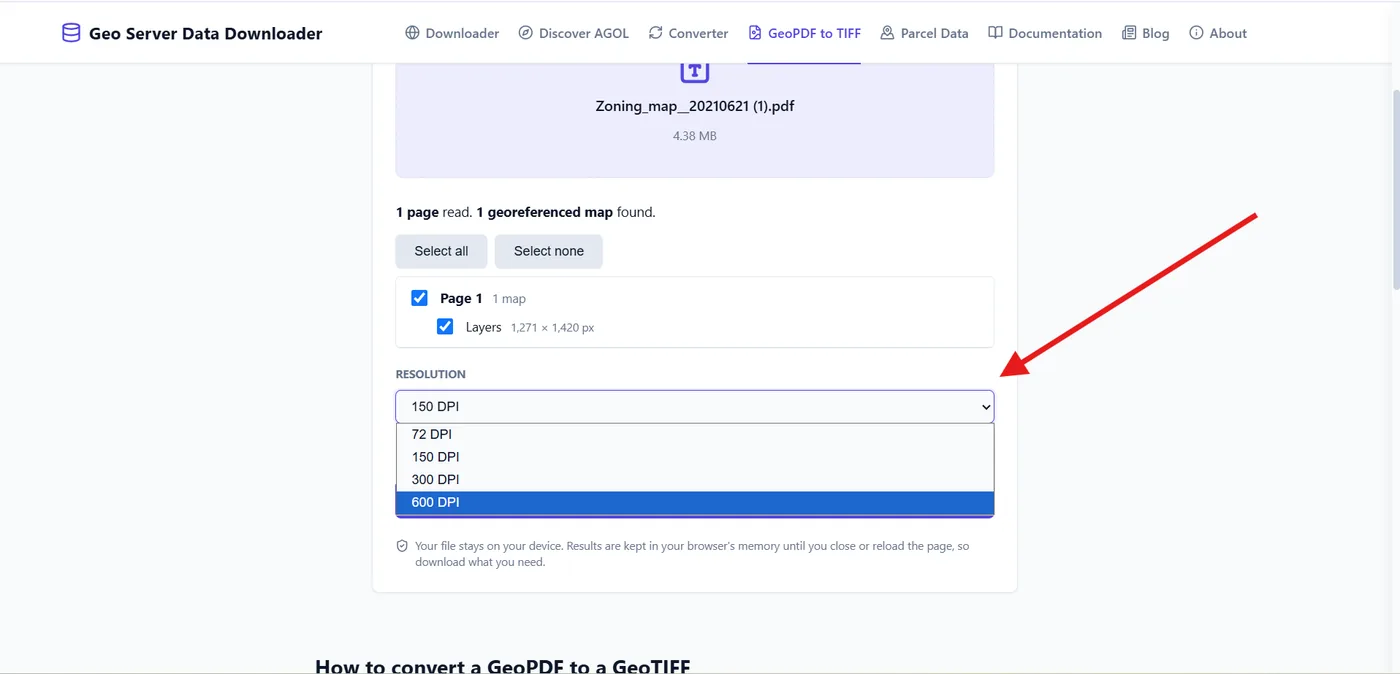 Geo Server Data Downloader
Downloader
Discover AGOL
Converter
GeoPDF to TIFF
Parcel Data
Documentation
Blog
About
Zoning_map__20210621 (1).pdf
4.38 MB
1 page read. 1 georeferenced map found.
Select all
Select none
Page 1 1 map
Layers 1,271 × 1,420 px
RESOLUTION
150 DPI
72 DPI
150 DPI
300 DPI
600 DPI
Your file stays on your device. Results are kept in your browser's memory until you close or reload the page, so
download what you need.
How to convert a GeoPDF to a GeoTIFF